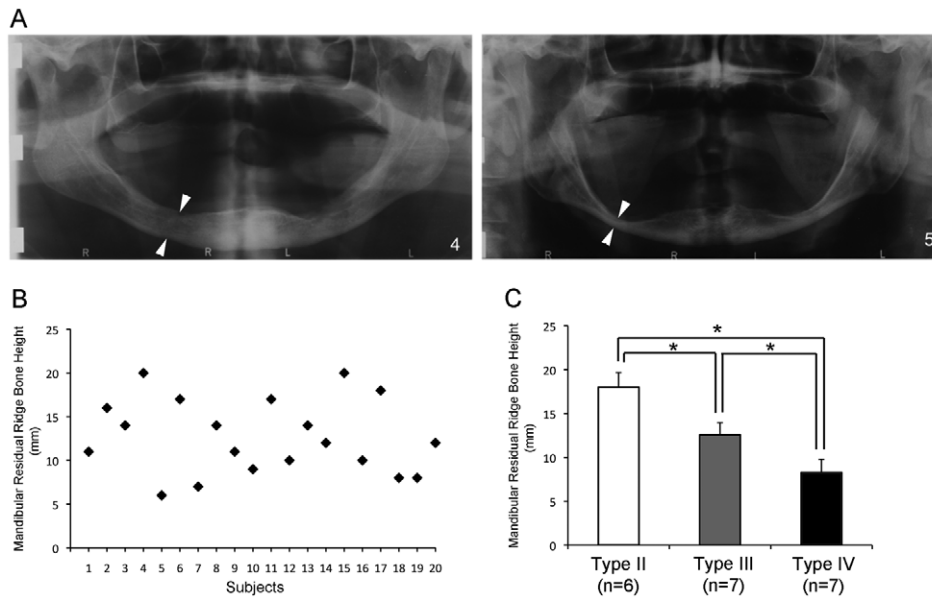 A
R R L L 4
R R L L 5
B
Mandibular Residual Ridge Bone Height
(mm)
25
20
15
10
5
0
1 2 3 4 5 6 7 8 9 10 11 12 13 14 15 16 17 18 19 20
Subjects
C
Mandibular Residual Ridge Bone Height
(mm)
25
20
15
10
5
0
*
* *
Type II Type III Type IV
(n=6) (n=7) (n=7)